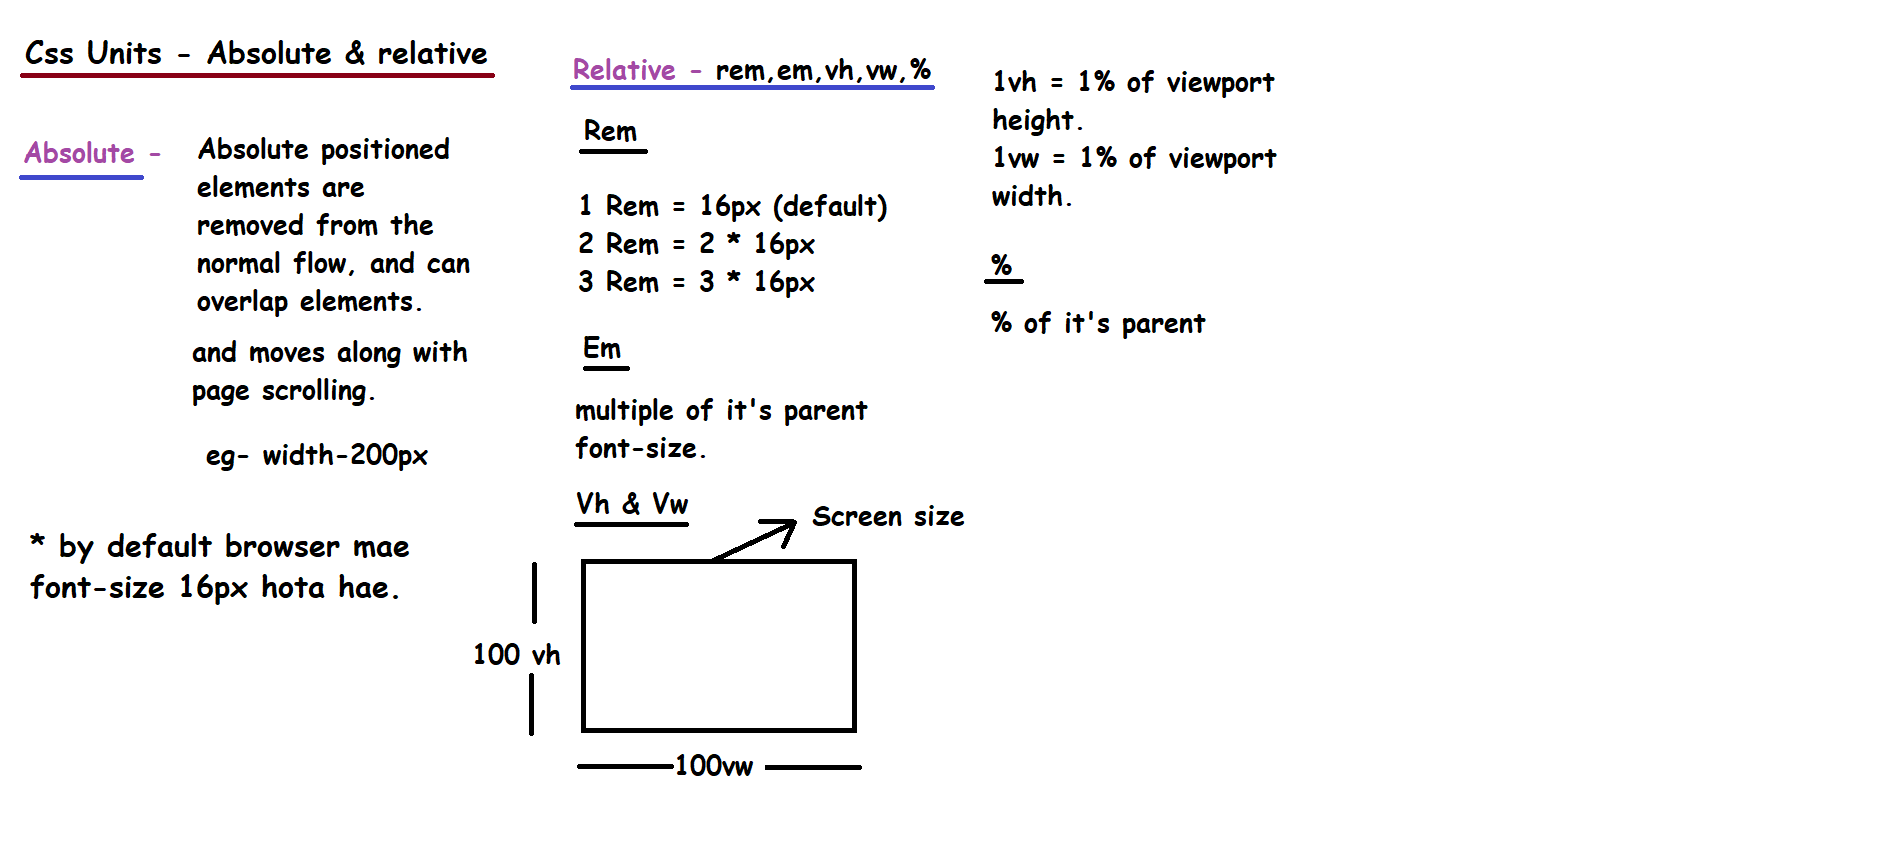 Css Units - Absolute & relative
Absolute -
Absolute positioned
elements are
removed from the
normal flow, and can
overlap elements.
and moves along with
page scrolling.
eg- width-200px
* by default browser mae
font-size 16px hota hae.
Relative - rem,em,vh,vw,%
Rem
1 Rem = 16px (default)
2 Rem = 2 * 16px
3 Rem = 3 * 16px
Em
multiple of it's parent
font-size.
Vh & Vw
Screen size
100 vh
100vw
1vh = 1% of viewport
height.
1vw = 1% of viewport
width.
%
% of it's parent